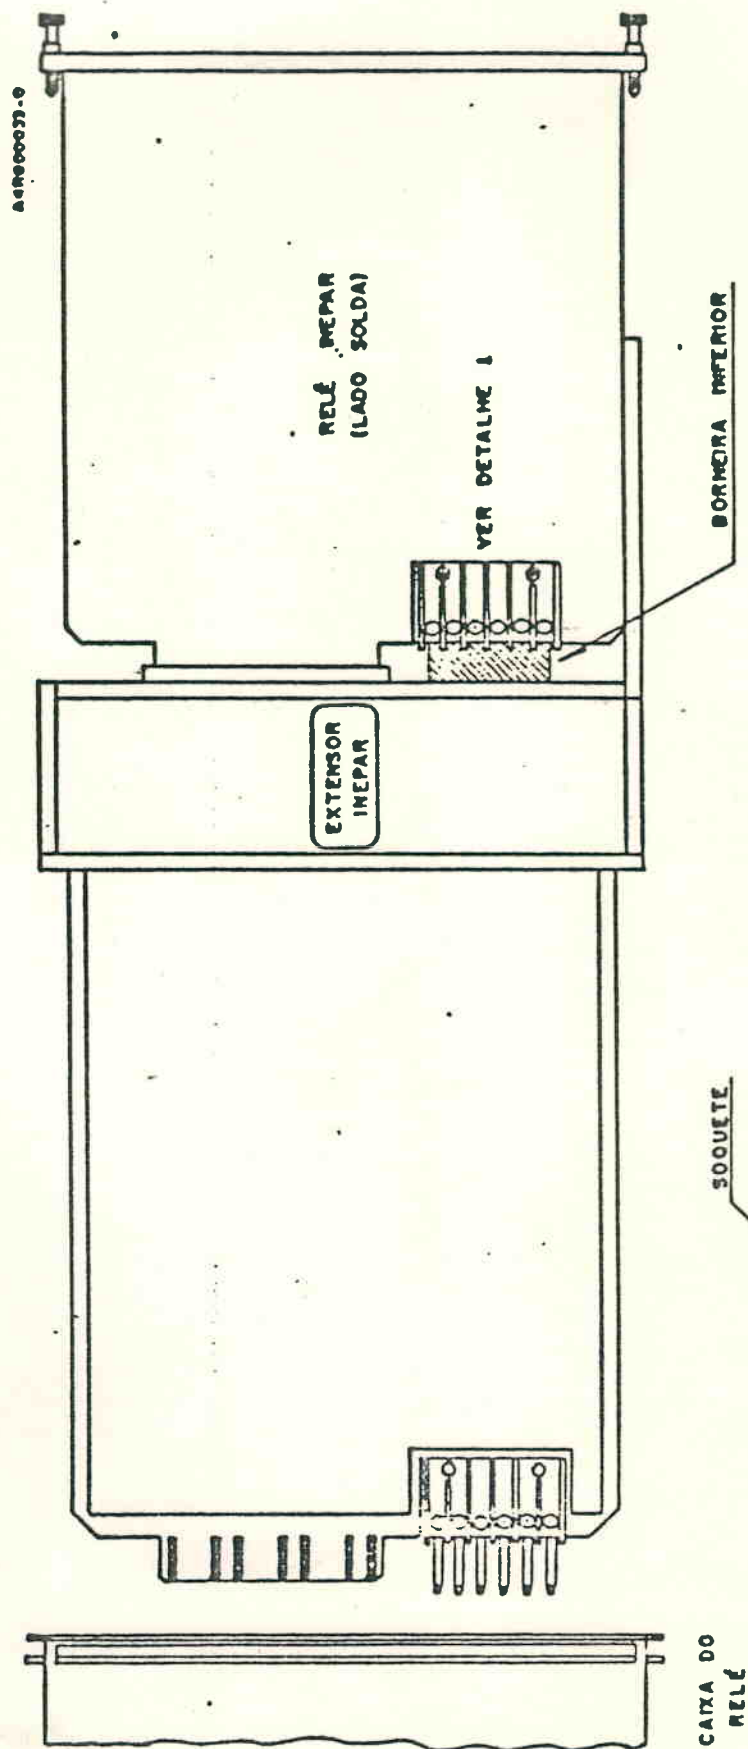 RELÉ INEPAR
(LADO SOLDA)
VER DETALHE 1
BORNEIRA INFERIOR
EXTENSOR
INEPAR
SOQUETE
CAIXA DO
RELÉ